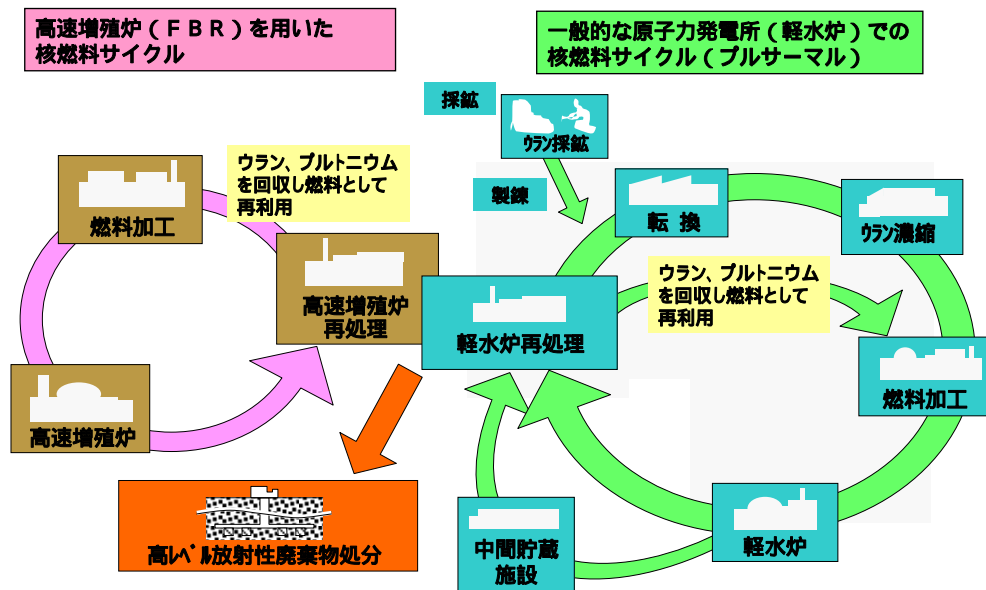 高速増殖炉（ＦＢＲ）を用いた
核燃料サイクル
一般的な原子力発電所（軽水炉）での
核燃料サイクル（プルサーマル）
採鉱
ｳﾗﾝ採鉱
製錬
転 換
ｳﾗﾝ濃縮
ウラン、プルトニウム
を回収し燃料として
再利用
燃料加工
高速増殖炉
再処理
高速増殖炉
軽水炉再処理
ウラン、プルトニウム
を回収し燃料として
再利用
燃料加工
軽水炉
中間貯蔵
施設
高ﾚﾍﾞﾙ放射性廃棄物処分